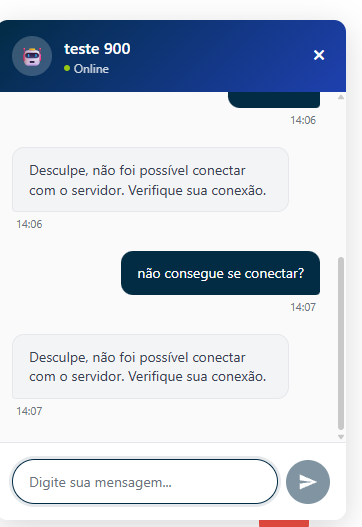 teste 900
Online
14:06
Desculpe, não foi possível conectar
com o servidor. Verifique sua conexão.
14:06
não consegue se conectar?
14:07
Desculpe, não foi possível conectar
com o servidor. Verifique sua conexão.
14:07
Digite sua mensagem...